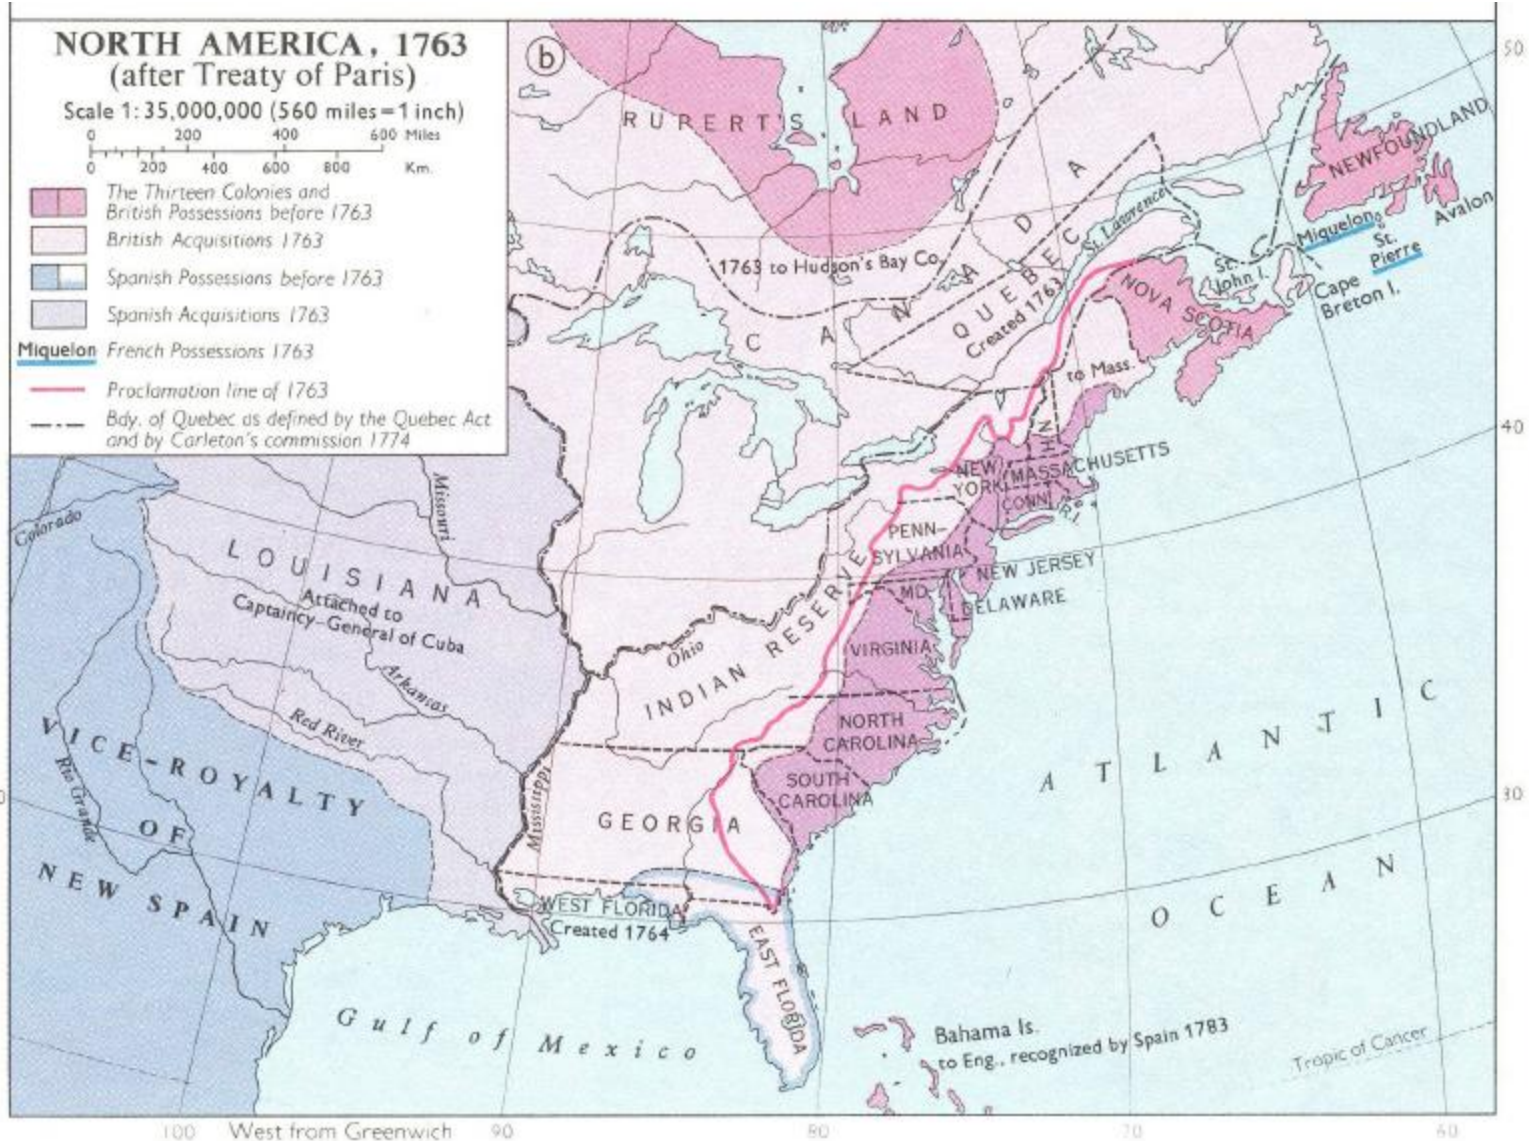 NORTH AMERICA, 1763
(after Treaty of Paris)
Scale 1:35,000,000 (560 miles=1 inch)
0 200 400 600 Miles
0 200 400 600 800 Km.
The Thirteen Colonies and
British Possessions before 1763
British Acquisitions 1763
Spanish Possessions before 1763
Spanish Acquisitions 1763
Miquelon French Possessions 1763
Proclamation line of 1763
Bdy. of Quebec as defined by the Quebec Act
and by Carleton's commission 1774
b
RUPERT'S LAND
1763 to Hudson's Bay Co.
CANADA
QUEBEC
Created 1763
St. Lawrence
NEWFOUNDLAND
Avalon
Miquelon
St.
Pierre
St.
John I.
Cape
Breton I.
NOVA SCOTIA
to Mass.
N H
MASSACHUSETTS
NEW
YORK
CONN
R.I.
PENN-
SYLVANIA
NEW JERSEY
MD.
DELAWARE
VIRGINIA
NORTH
CAROLINA
SOUTH
CAROLINA
GEORGIA
INDIAN RESERVE
Ohio
Mississippi
Missouri
Colorado
LOUISIANA
Attached to
Captaincy-General of Cuba
Arkansas
Red River
Rio Grande
VICE-ROYALTY
OF
NEW SPAIN
WEST FLORIDA
Created 1764
EAST FLORIDA
Gulf of Mexico
ATLANTIC
OCEAN
Bahama Is.
to Eng., recognized by Spain 1783
Tropic of Cancer
50
40
30
100 West from Greenwich 90 80 70 60